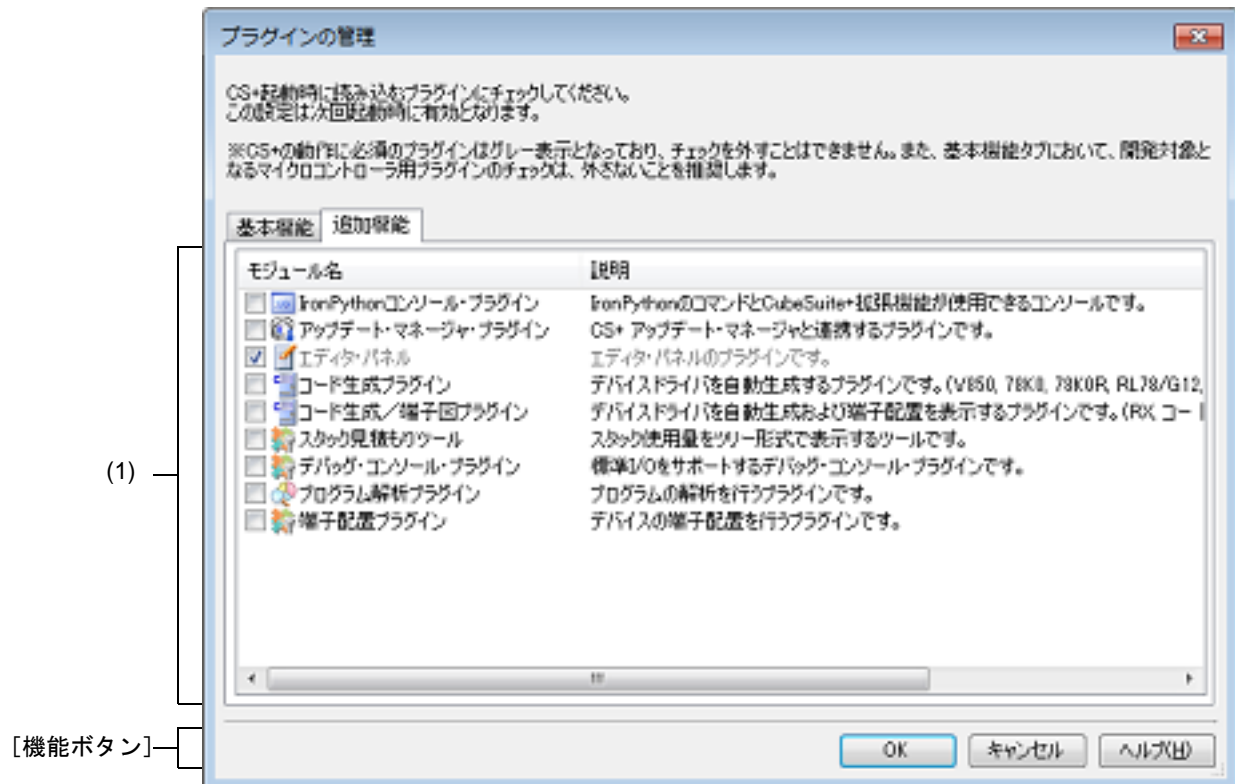 プラグインの管理
CS+起動時に読み込むプラグインにチェックしてください。
この設定は次回起動時に有効となります。
※CS+の動作に必須のプラグインはグレー表示となっており、チェックを外すことはできません。また、基本機能タブにおいて、開発対象と
なるマイクロコントローラ用プラグインのチェックは、外さないことを推奨します。
基本機能 追加機能
モジュール名 説明
IronPythonコンソール・プラグイン IronPythonのコマンドとCubeSuite+拡張機能が使用できるコンソールです。
アップデート・マネージャ・プラグイン CS+ アップデート・マネージャと連携するプラグインです。
エディタ・パネル エディタ・パネルのプラグインです。
コード生成プラグイン デバイスドライバを自動生成するプラグインです。(V850, 78K0, 78K0R, RL78/G12,
コード生成／端子図プラグイン デバイスドライバを自動生成および端子配置を表示するプラグインです。(RX, コード
スタック見積もりツール スタック使用量をツリー形式で表示するツールです。
(1)
デバッグ・コンソール・プラグイン 標準I/Oをサポートするデバッグ・コンソール・プラグインです。
プログラム解析プラグイン プログラムの解析を行うプラグインです。
端子配置プラグイン デバイスの端子配置を行うプラグインです。
[機能ボタン]
OK キャンセル ヘルプ(H)